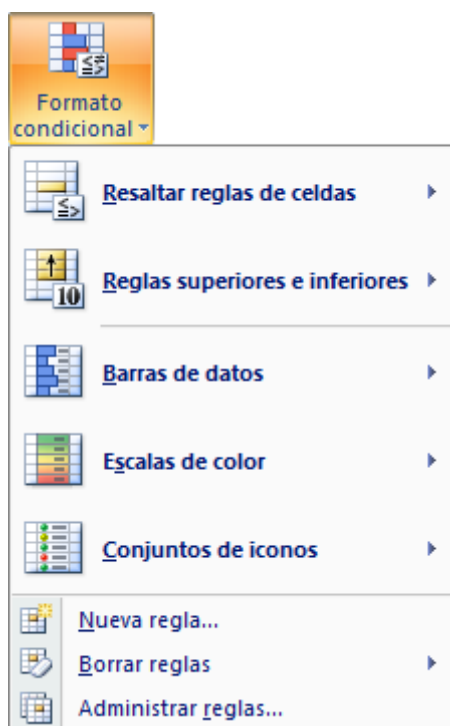 Formato
condicional
Resaltar reglas de celdas
10
Reglas superiores e inferiores
Barras de datos
Escalas de color
Conjuntos de iconos
Nueva regla...
Borrar reglas
Administrar reglas...